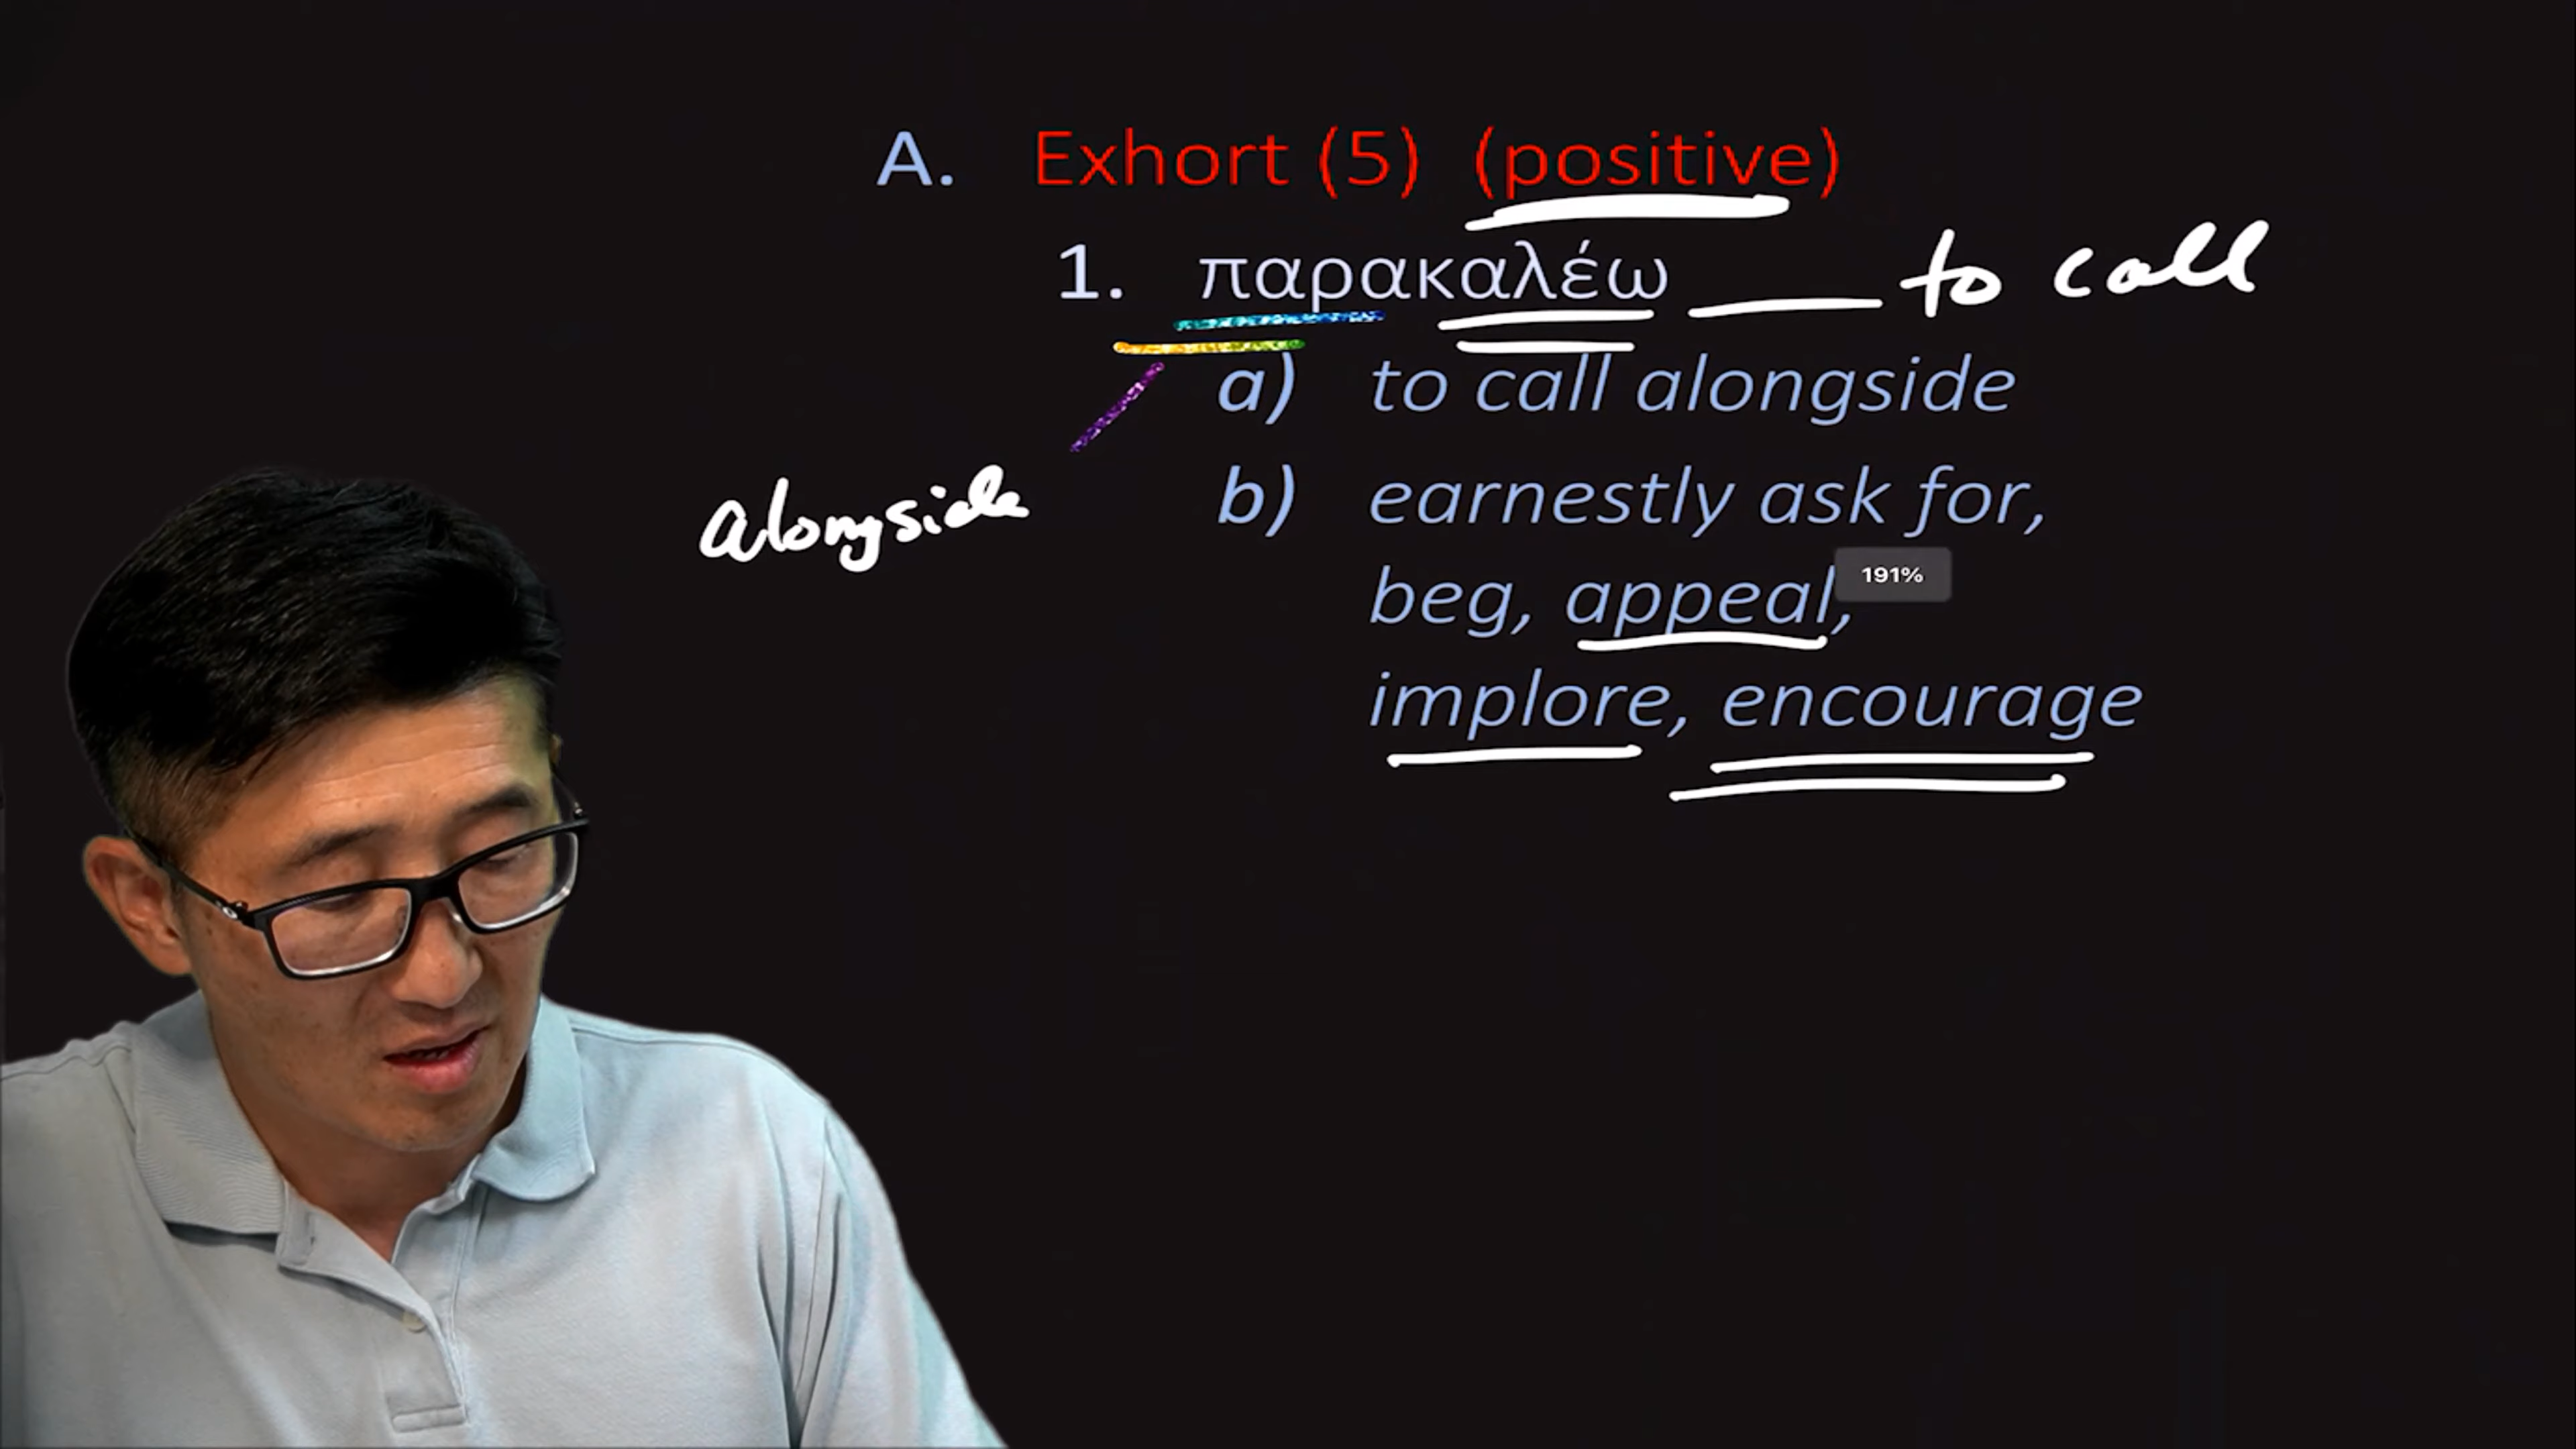 A. Exhort (5) (positive)
1. παρακαλέω to call
a) to call alongside
alongside
b) earnestly ask for,
beg, appeal,
191%
implore, encourage